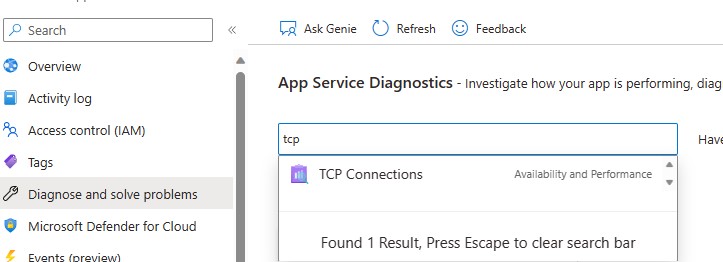 Search
«
Overview
Activity log
Access control (IAM)
Tags
Diagnose and solve problems
Microsoft Defender for Cloud
Events (preview)
Ask Genie Refresh Feedback
App Service Diagnostics - Investigate how your app is performing, diag
tcp
Have
TCP Connections Availability and Performance
Found 1 Result, Press Escape to clear search bar